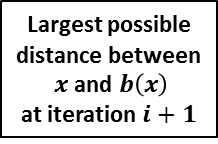 Largest possible
distance between
x and b(x)
at iteration i + 1